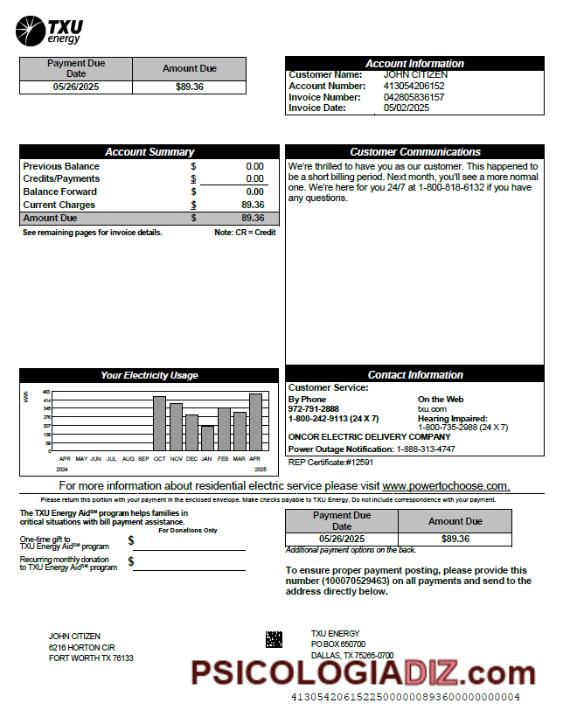 TXU
energy
Payment Due
Date
Amount Due
05/26/2025
$89.36
Account Information
Customer Name: JOHN CITIZEN
Account Number: 413054206152
Invoice Number: 042805836157
Invoice Date: 05/02/2025
Account Summary
Previous Balance $ 0.00
Credits/Payments $ 0.00
Balance Forward $ 0.00
Current Charges $ 89.36
Amount Due $ 89.36
See remaining pages for invoice details. Note: CR = Credit
Customer Communications
We're thrilled to have you as our customer. This happened to
be a short billing period. Next month, you'll see a more normal
one. We're here for you 24/7 at 1-800-818-6132 if you have
any questions.
Your Electricity Usage
kWh
483
414
345
276
207
138
69
0
APR MAY JUN JUL AUG SEP OCT NOV DEC JAN FEB MAR APR
2024 2025
Contact Information
Customer Service:
By Phone
972-791-2888
1-800-242-9113 (24 X 7)
On the Web
txu.com
Hearing Impaired:
1-800-735-2988 (24 X 7)
ONCOR ELECTRIC DELIVERY COMPANY
Power Outage Notification: 1-888-313-4747
REP Certificate:#12591
For more information about residential electric service please visit www.powertochoose.com.
Please return this portion with your payment in the enclosed envelope. Make checks payable to TXU Energy. Do not include correspondence with your payment.
The TXU Energy Aid℠ program helps families in
critical situations with bill payment assistance.
For Donations Only
One-time gift to
TXU Energy Aid℠ program
$
Recurring monthly donation
to TXU Energy Aid℠ program
$
Payment Due
Date
Amount Due
05/26/2025
$89.36
Additional payment options on the back.
To ensure proper payment posting, please provide this
number (100070529463) on all payments and send to the
address directly below.
JOHN CITIZEN
6216 HORTON CIR
FORT WORTH TX 76133
TXU ENERGY
PO BOX 650700
DALLAS, TX 75265-0700
PSICOLOGIADIZ.com